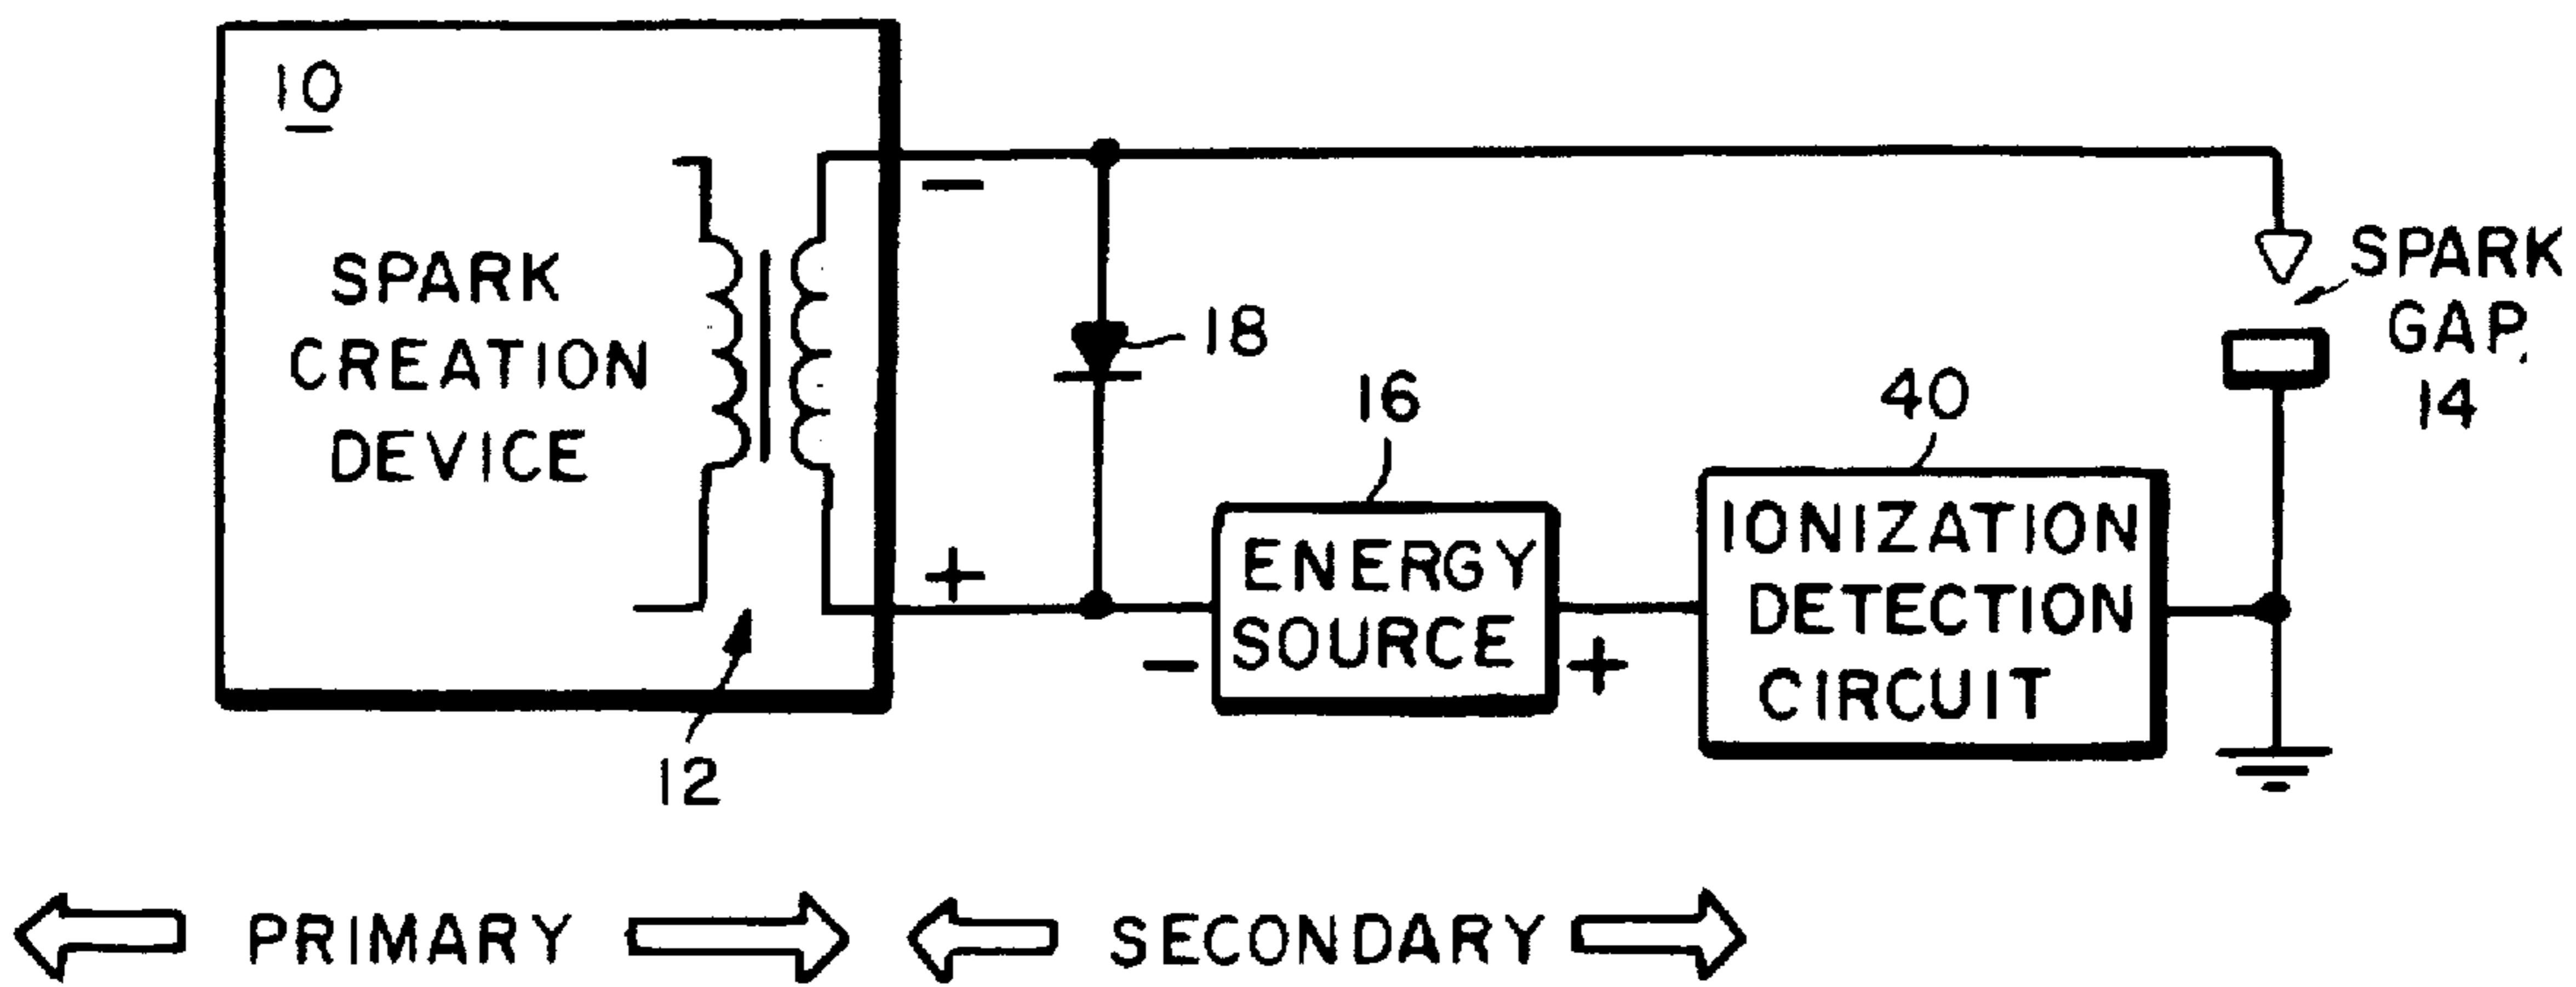 10
SPARK
CREATION
DEVICE
12
−
+
18
16
ENERGY
SOURCE
−
+
40
IONIZATION
DETECTION
CIRCUIT
SPARK
GAP
14
PRIMARY
SECONDARY